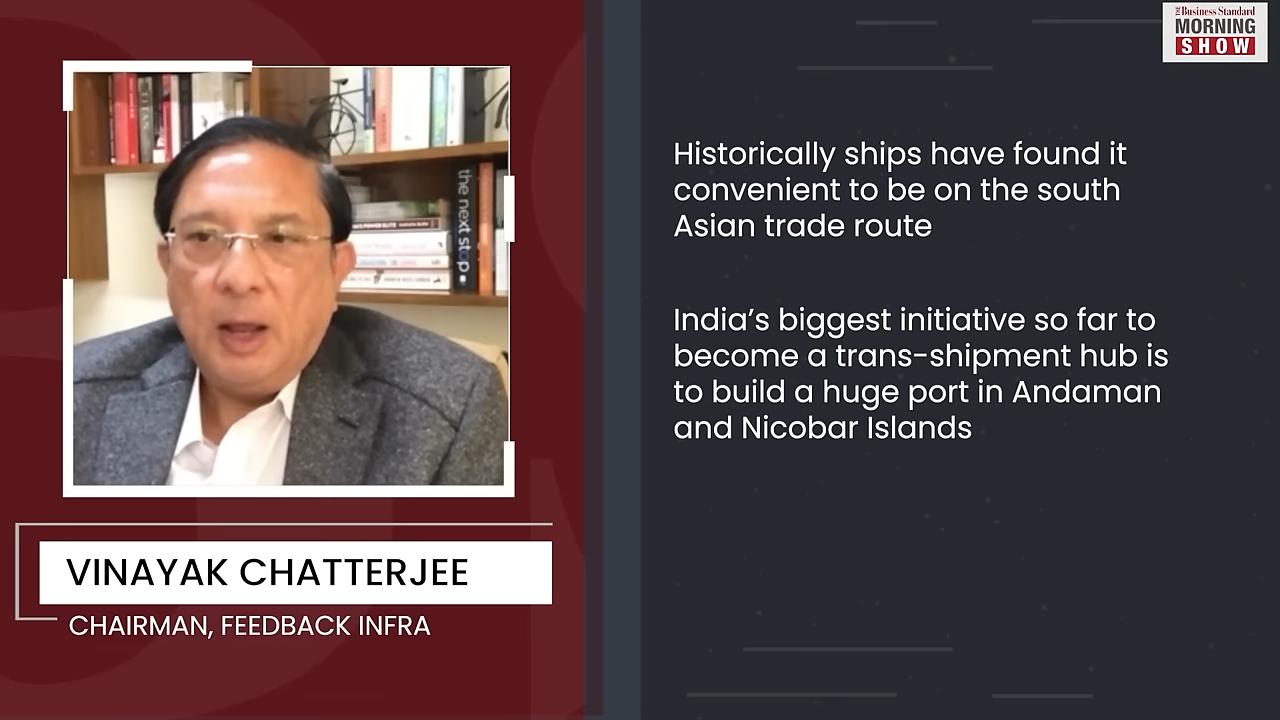 THE Business Standard
MORNING
SHOW
TITAN
the next stop
Historically ships have found it
convenient to be on the south
Asian trade route
India's biggest initiative so far to
become a trans-shipment hub is
to build a huge port in Andaman
and Nicobar Islands
VINAYAK CHATTERJEE
CHAIRMAN, FEEDBACK INFRA